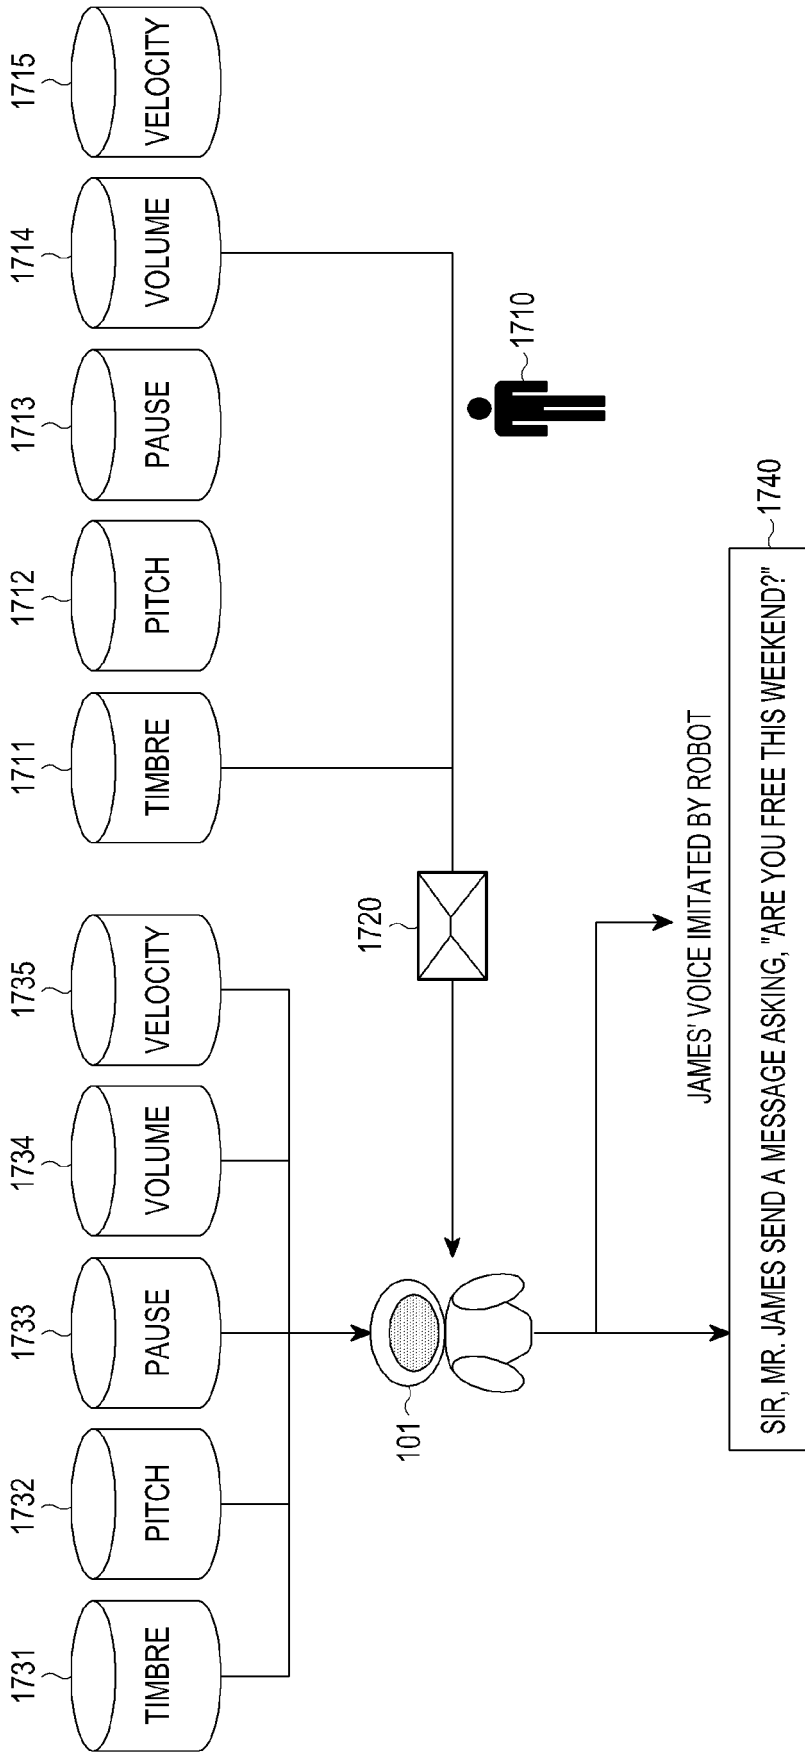 1731
1732
1733
1734
1735
1711
1712
1713
1714
1715
TIMBRE
PITCH
PAUSE
VOLUME
VELOCITY
TIMBRE
PITCH
PAUSE
VOLUME
VELOCITY
1720
101
1710
JAMES' VOICE IMITATED BY ROBOT
1740
SIR, MR. JAMES SEND A MESSAGE ASKING, "ARE YOU FREE THIS WEEKEND?"